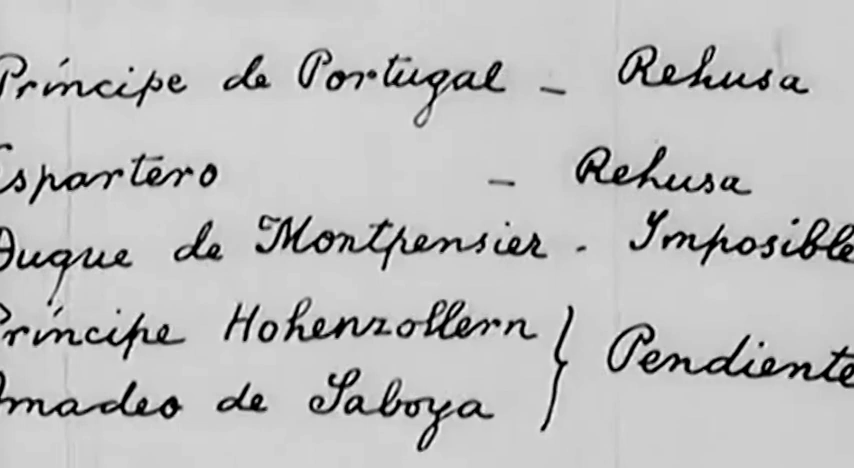 Príncipe de Portugal - Rehusa
Espartero - Rehusa
Duque de Montpensier - Imposible
Príncipe Hohenzollern } Pendiente
Amadeo de Saboya